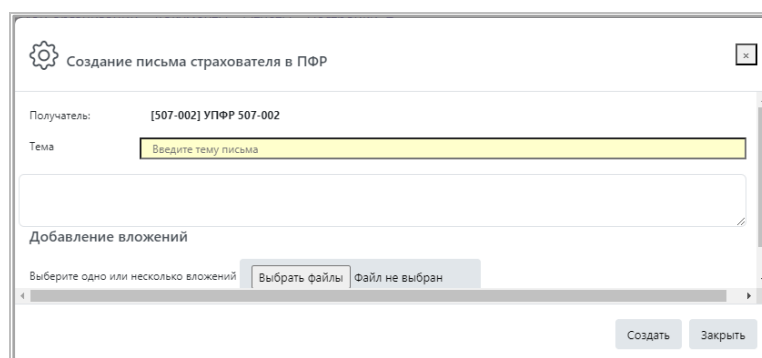 Создание письма страхователя в ПФР
×
Получатель: [507-002] УПФР 507-002
Тема Введите тему письма
Добавление вложений
Выберите одно или несколько вложений Выбрать файлы Файл не выбран
Создать Закрыть